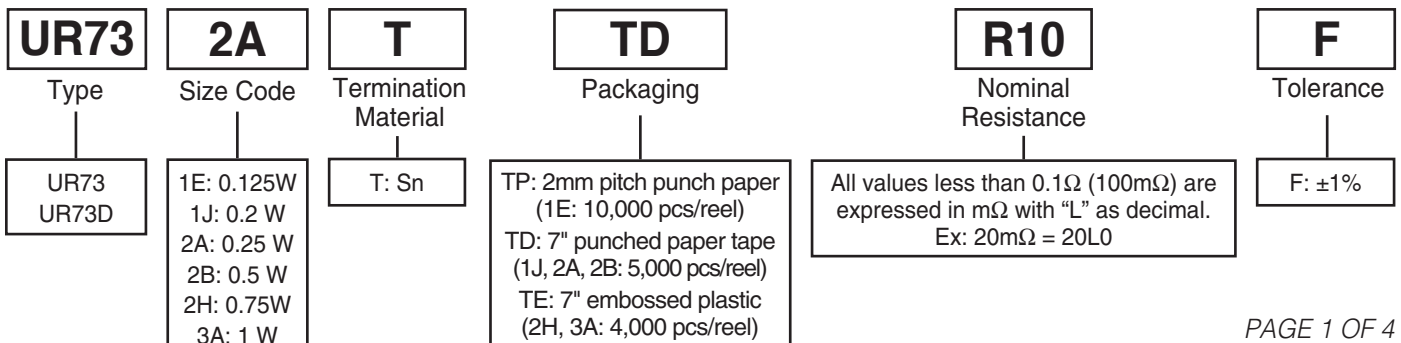 UR73 2A T TD R10 F
Type Size Code Termination Material Packaging Nominal Resistance Tolerance
UR73
UR73D
1E: 0.125W
1J: 0.2 W
2A: 0.25 W
2B: 0.5 W
2H: 0.75W
3A: 1 W
T: Sn
TP: 2mm pitch punch paper
(1E: 10,000 pcs/reel)
TD: 7" punched paper tape
(1J, 2A, 2B: 5,000 pcs/reel)
TE: 7" embossed plastic
(2H, 3A: 4,000 pcs/reel)
All values less than 0.1Ω (100mΩ) are
expressed in mΩ with “L” as decimal.
Ex: 20mΩ = 20L0
F: ±1%
PAGE 1 OF 4